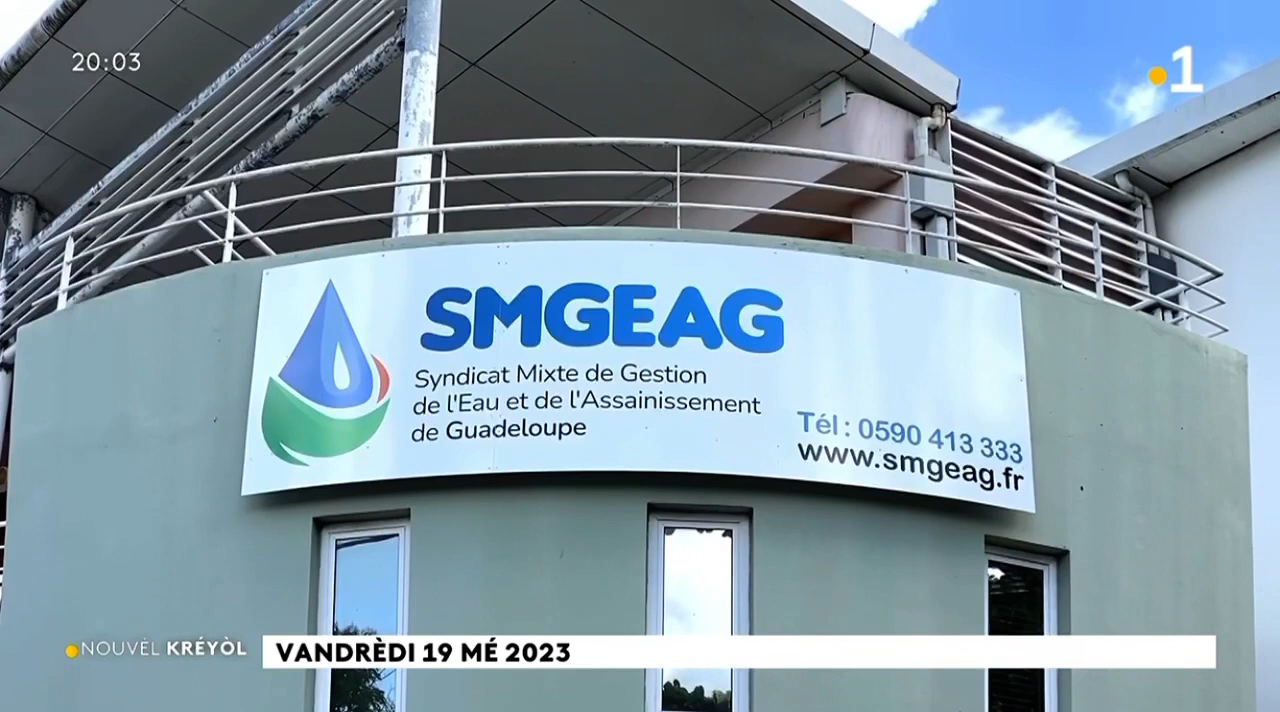 20:03
1
SMGEAG
Syndicat Mixte de Gestion
de l'Eau et de l'Assainissement
de Guadeloupe
Tél : 0590 413 333
www.smgeag.fr
NOUVÈL KRÉYÒL
VANDRÈDI 19 MÉ 2023